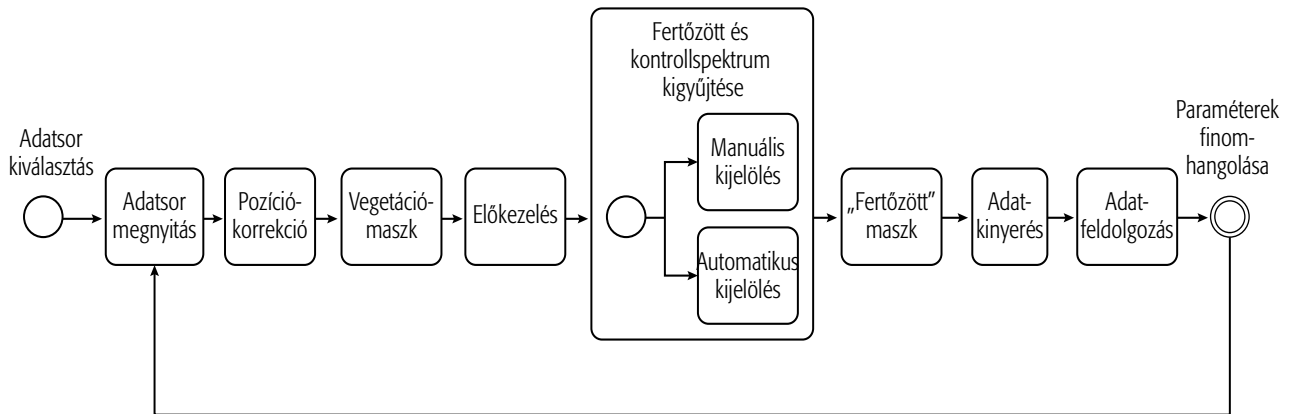 Adatsor
kiválasztás
Adatsor
megnyitás
Pozíció-
korrekció
Vegetáció-
maszk
Előkezelés
Fertőzött és
kontrollspektrum
kigyűjtése
Manuális
kijelölés
Automatikus
kijelölés
„Fertőzött”
maszk
Adat-
kinyerés
Adat-
feldolgozás
Paraméterek
finom-
hangolása